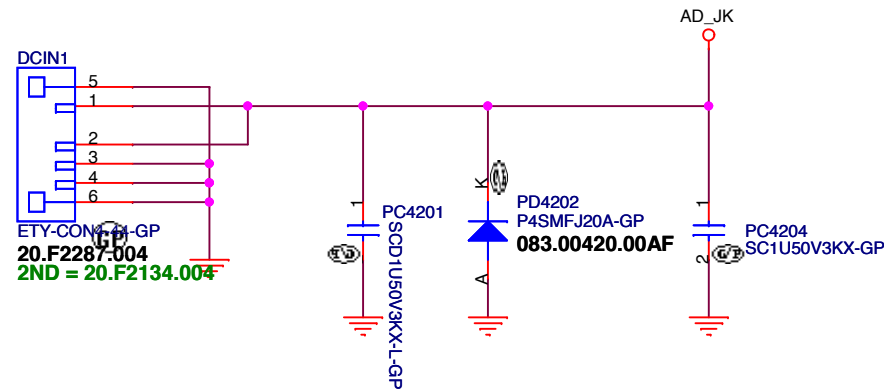 AD_JK
DCIN1
5
1
2
3
4
6
ETY-CON4-44-GP
20.F2287-004
2ND = 20.F2134.004
1
PC4201
SCD1U50V3KX-L-GP
K
A
PD4202
P4SMFJ20A-GP
083.00420.00AF
1
2
PC4204
SC1U50V3KX-GP
GP